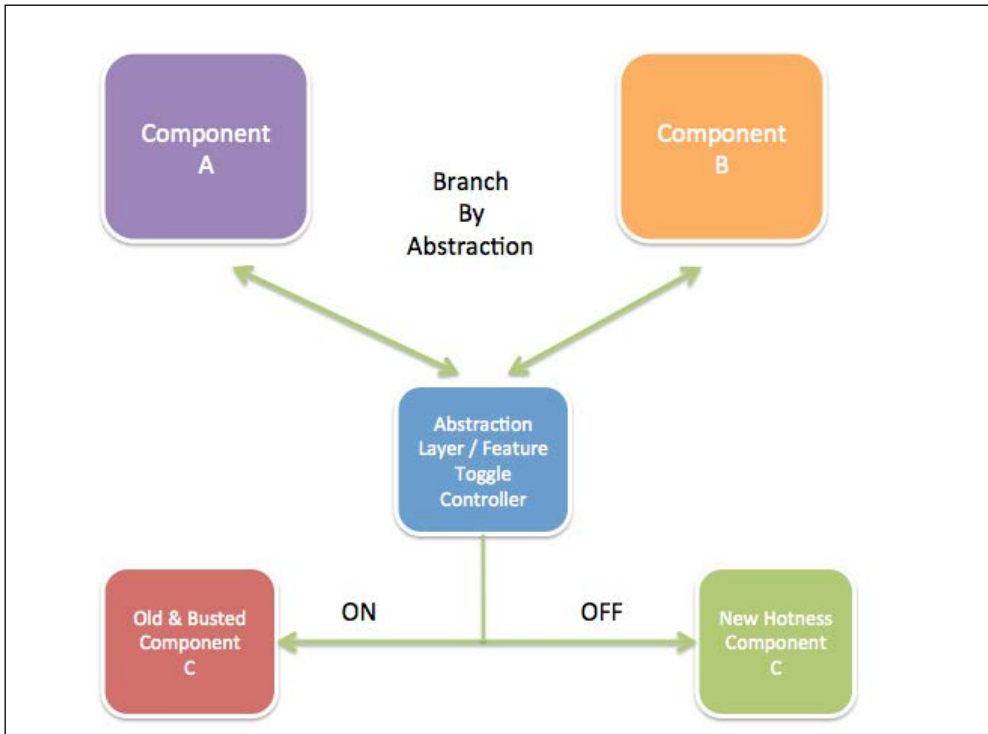 Component
A
Component
B
Branch
By
Abstraction
Abstraction
Layer / Feature
Toggle
Controller
Old & Busted
Component
C
ON
OFF
New Hotness
Component
C